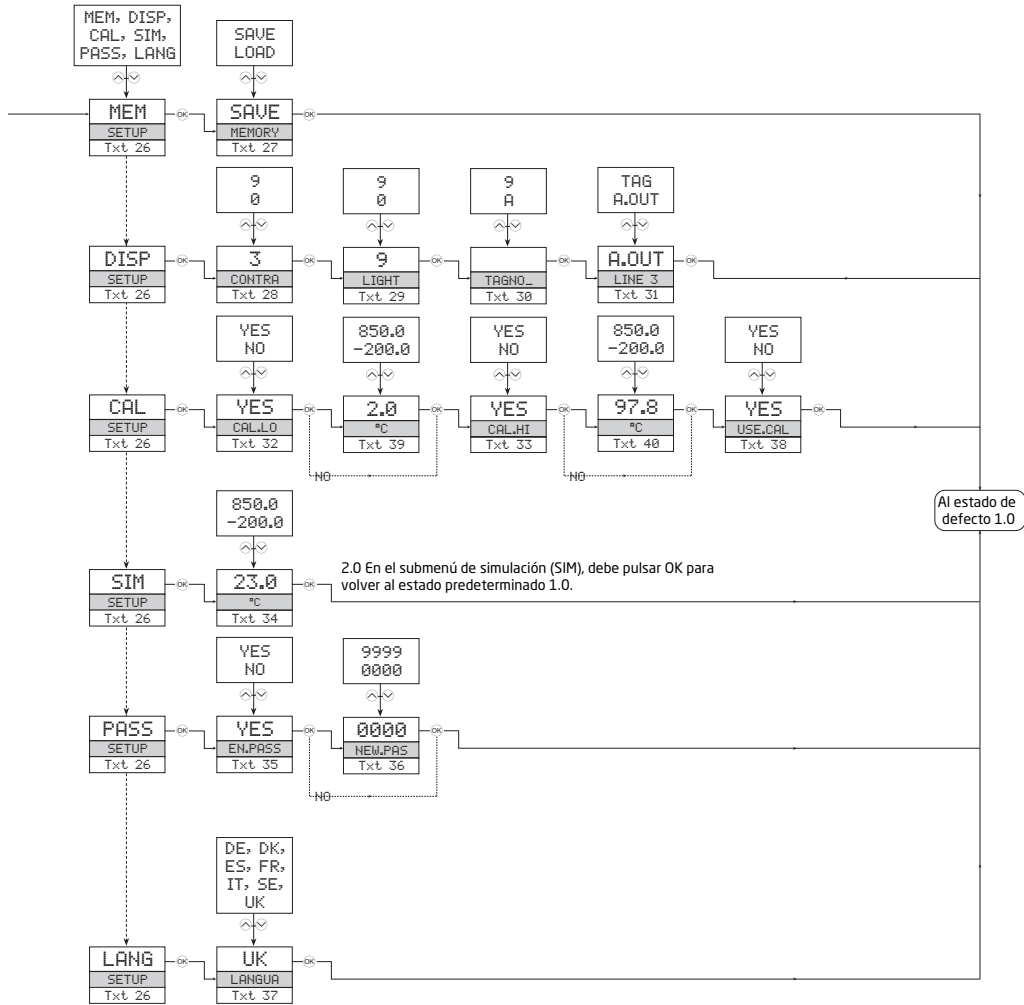 MEM, DISP,
CAL, SIM,
PASS, LANG
SAVE
LOAD
MEM
SETUP
Txt 26
OK
SAVE
MEMORY
Txt 27
OK
9
0
9
0
9
A
TAG
A.OUT
DISP
SETUP
Txt 26
OK
3
CONTRA
Txt 28
OK
9
LIGHT
Txt 29
OK
TAGNO_
Txt 30
OK
A.OUT
LINE 3
Txt 31
OK
YES
NO
850.0
-200.0
YES
NO
850.0
-200.0
YES
NO
CAL
SETUP
Txt 26
OK
YES
CAL.LO
Txt 32
OK
2.0
°C
Txt 39
OK
YES
CAL.HI
Txt 33
OK
97.8
°C
Txt 40
OK
YES
USE.CAL
Txt 38
OK
NO
NO
Al estado de
defecto 1.0
850.0
-200.0
SIM
SETUP
Txt 26
OK
23.0
°C
Txt 34
OK
2.0 En el submenú de simulación (SIM), debe pulsar OK para
volver al estado predeterminado 1.0.
YES
NO
9999
0000
PASS
SETUP
Txt 26
OK
YES
EN.PASS
Txt 35
OK
0000
NEW.PAS
Txt 36
OK
NO
DE, DK,
ES, FR,
IT, SE,
UK
LANG
SETUP
Txt 26
OK
UK
LANGUA
Txt 37
OK